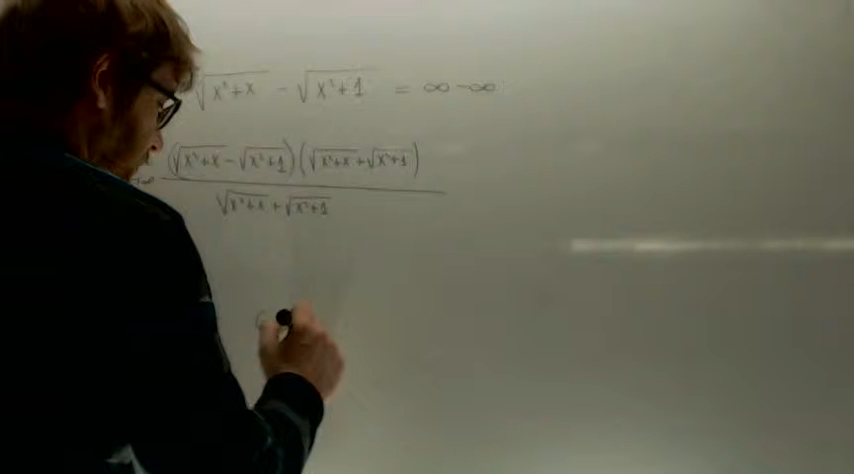 √(x²+x) - √(x²+1) = ∞ - ∞
(√(x²+x) - √(x²+1)) (√(x²+x) + √(x²+1))
√(x²+x) + √(x²+1)